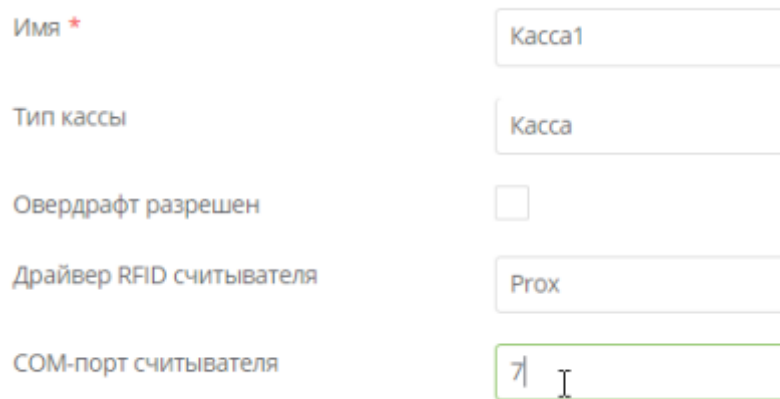 Имя *
Касса1
Тип кассы
Касса
Овердрафт разрешен
Драйвер RFID считывателя
Prox
COM-порт считывателя
7